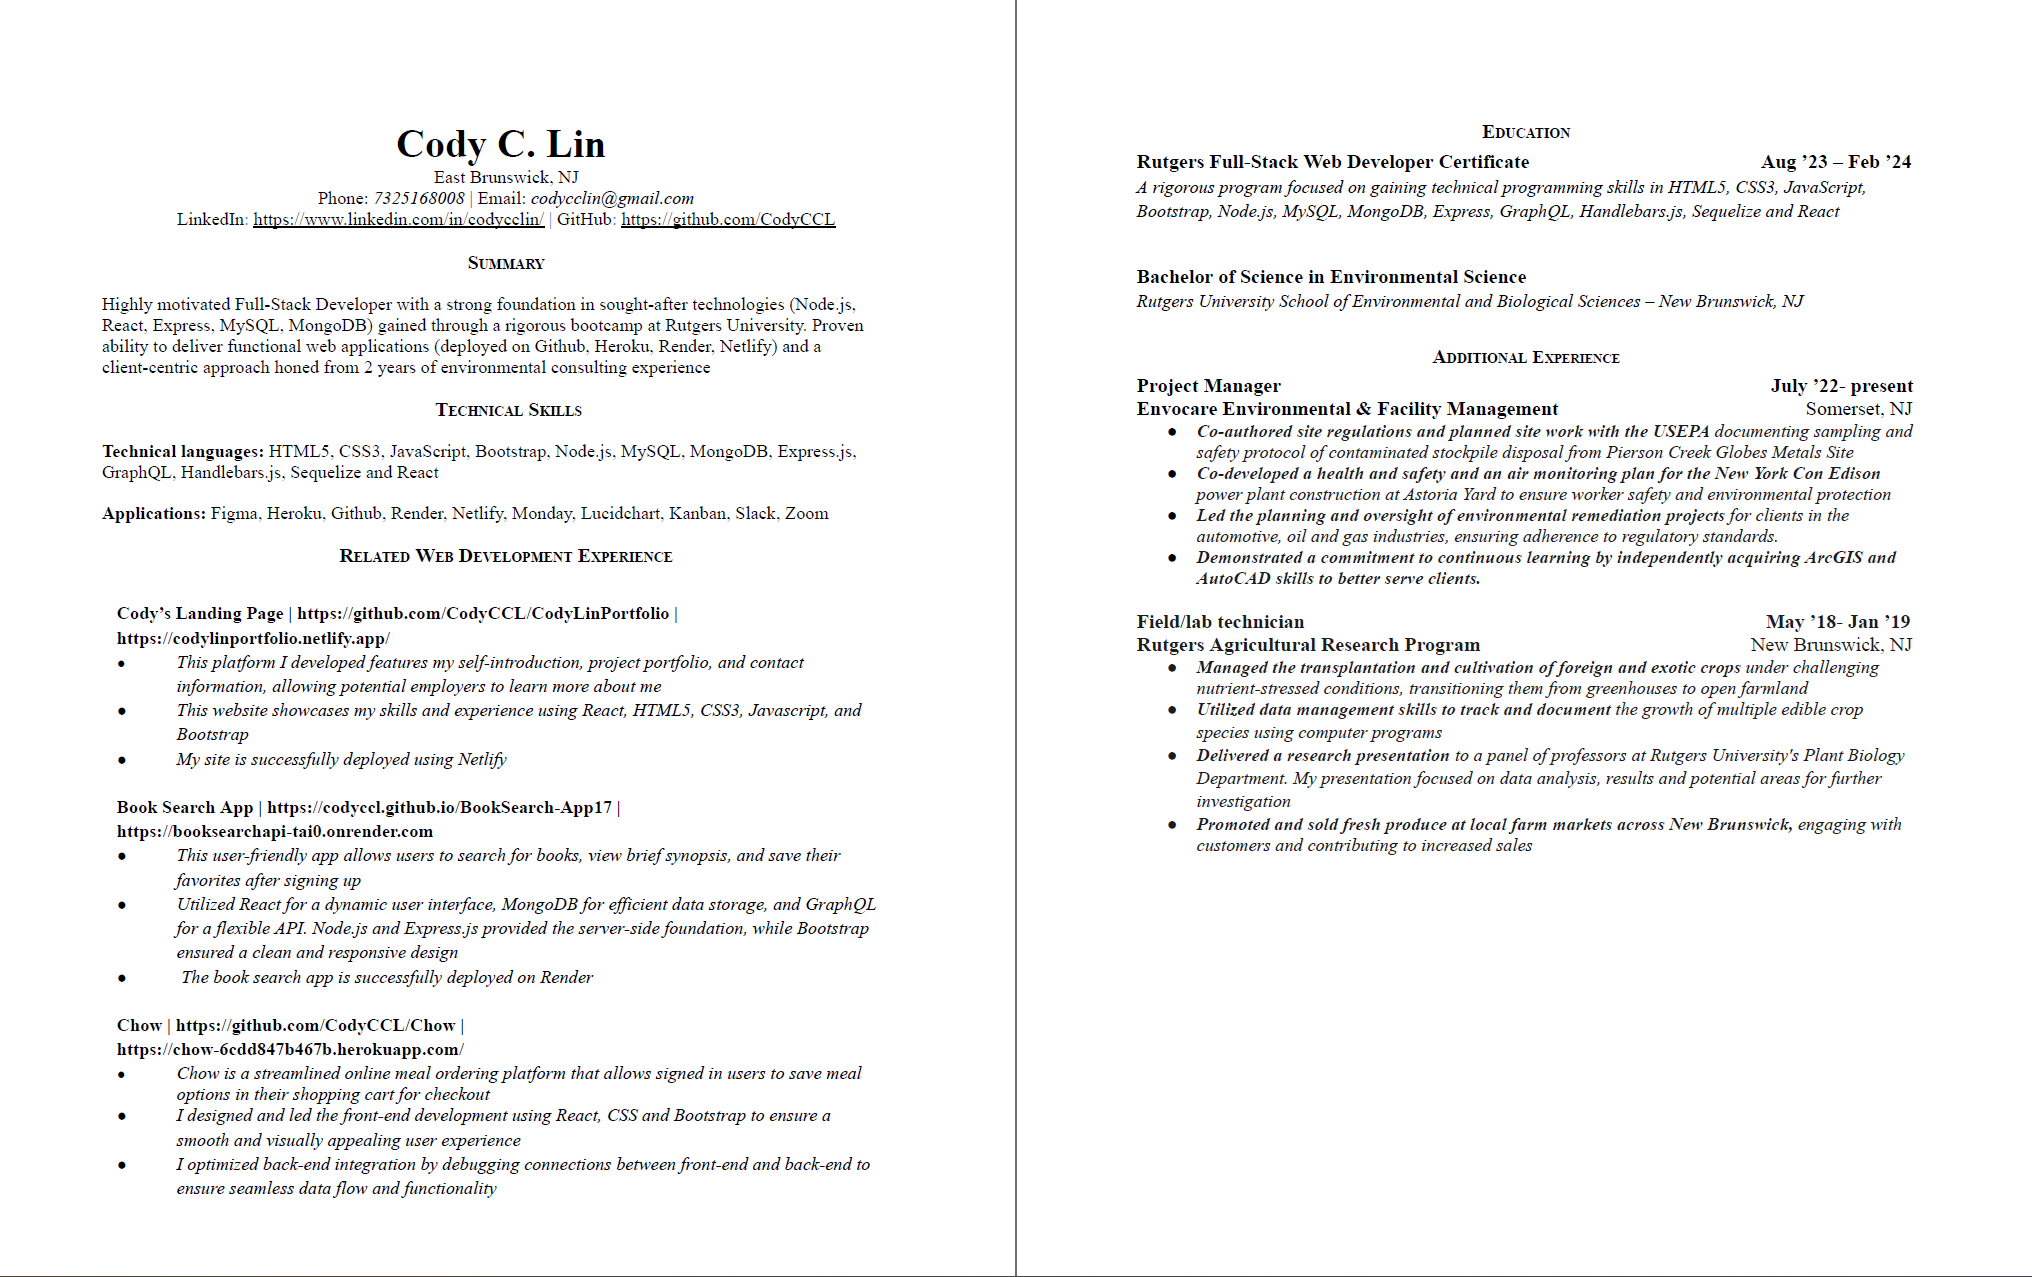 Cody C. Lin
East Brunswick, NJ
Phone: 7325168008 | Email: codycclin@gmail.com
LinkedIn: https://www.linkedin.com/in/codycclin/ | GitHub: https://github.com/CodyCCL
SUMMARY
Highly motivated Full-Stack Developer with a strong foundation in sought-after technologies (Node.js,
React, Express, MySQL, MongoDB) gained through a rigorous bootcamp at Rutgers University. Proven
ability to deliver functional web applications (deployed on Github, Heroku, Render, Netlify) and a
client-centric approach honed from 2 years of environmental consulting experience
TECHNICAL SKILLS
Technical languages: HTML5, CSS3, JavaScript, Bootstrap, Node.js, MySQL, MongoDB, Express.js,
GraphQL, Handlebars.js, Sequelize and React
Applications: Figma, Heroku, Github, Render, Netlify, Monday, Lucidchart, Kanban, Slack, Zoom
RELATED WEB DEVELOPMENT EXPERIENCE
Cody’s Landing Page | https://github.com/CodyCCL/CodyLinPortfolio |
https://codylinportfolio.netlify.app/
● This platform I developed features my self-introduction, project portfolio, and contact
information, allowing potential employers to learn more about me
● This website showcases my skills and experience using React, HTML5, CSS3, Javascript, and
Bootstrap
● My site is successfully deployed using Netlify
Book Search App | https://codyccl.github.io/BookSearch-App17 |
https://booksearchapi-tai0.onrender.com
● This user-friendly app allows users to search for books, view brief synopsis, and save their
favorites after signing up
● Utilized React for a dynamic user interface, MongoDB for efficient data storage, and GraphQL
for a flexible API. Node.js and Express.js provided the server-side foundation, while Bootstrap
ensured a clean and responsive design
● The book search app is successfully deployed on Render
Chow | https://github.com/CodyCCL/Chow |
https://chow-6cdd847b467b.herokuapp.com/
● Chow is a streamlined online meal ordering platform that allows signed in users to save meal
options in their shopping cart for checkout
● I designed and led the front-end development using React, CSS and Bootstrap to ensure a
smooth and visually appealing user experience
● I optimized back-end integration by debugging connections between front-end and back-end to
ensure seamless data flow and functionality
EDUCATION
Rutgers Full-Stack Web Developer Certificate Aug ’23 – Feb ’24
A rigorous program focused on gaining technical programming skills in HTML5, CSS3, JavaScript,
Bootstrap, Node.js, MySQL, MongoDB, Express, GraphQL, Handlebars.js, Sequelize and React
Bachelor of Science in Environmental Science
Rutgers University School of Environmental and Biological Sciences – New Brunswick, NJ
ADDITIONAL EXPERIENCE
Project Manager July ’22- present
Envocare Environmental & Facility Management Somerset, NJ
● Co-authored site regulations and planned site work with the USEPA documenting sampling and
safety protocol of contaminated stockpile disposal from Pierson Creek Globes Metals Site
● Co-developed a health and safety and an air monitoring plan for the New York Con Edison
power plant construction at Astoria Yard to ensure worker safety and environmental protection
● Led the planning and oversight of environmental remediation projects for clients in the
automotive, oil and gas industries, ensuring adherence to regulatory standards.
● Demonstrated a commitment to continuous learning by independently acquiring ArcGIS and
AutoCAD skills to better serve clients.
Field/lab technician May ’18- Jan ’19
Rutgers Agricultural Research Program New Brunswick, NJ
● Managed the transplantation and cultivation of foreign and exotic crops under challenging
nutrient-stressed conditions, transitioning them from greenhouses to open farmland
● Utilized data management skills to track and document the growth of multiple edible crop
species using computer programs
● Delivered a research presentation to a panel of professors at Rutgers University's Plant Biology
Department. My presentation focused on data analysis, results and potential areas for further
investigation
● Promoted and sold fresh produce at local farm markets across New Brunswick, engaging with
customers and contributing to increased sales